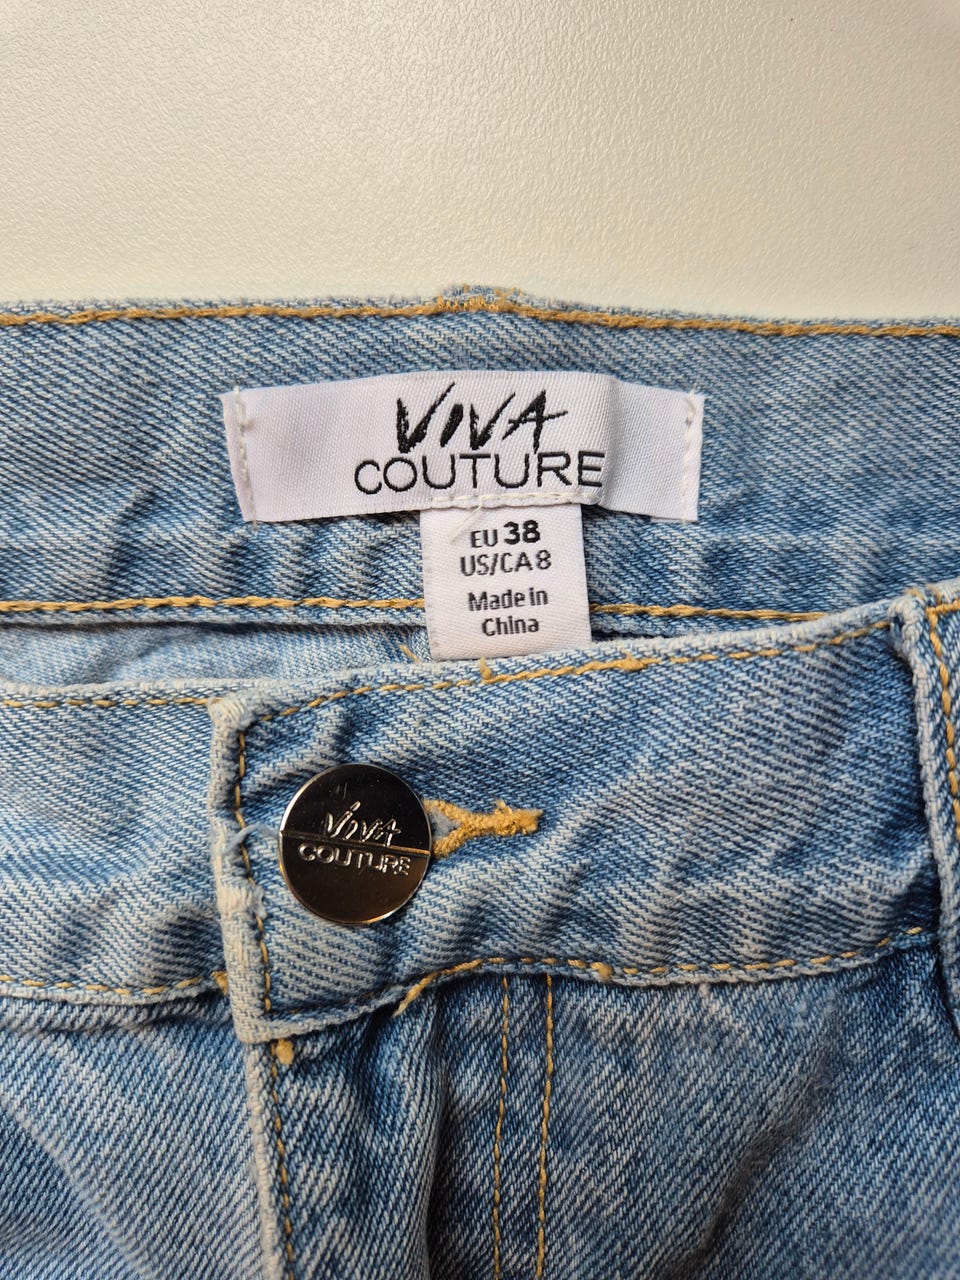 VIVA
COUTURE
EU 38
US/CA 8
Made in
China
VIVA
COUTURE